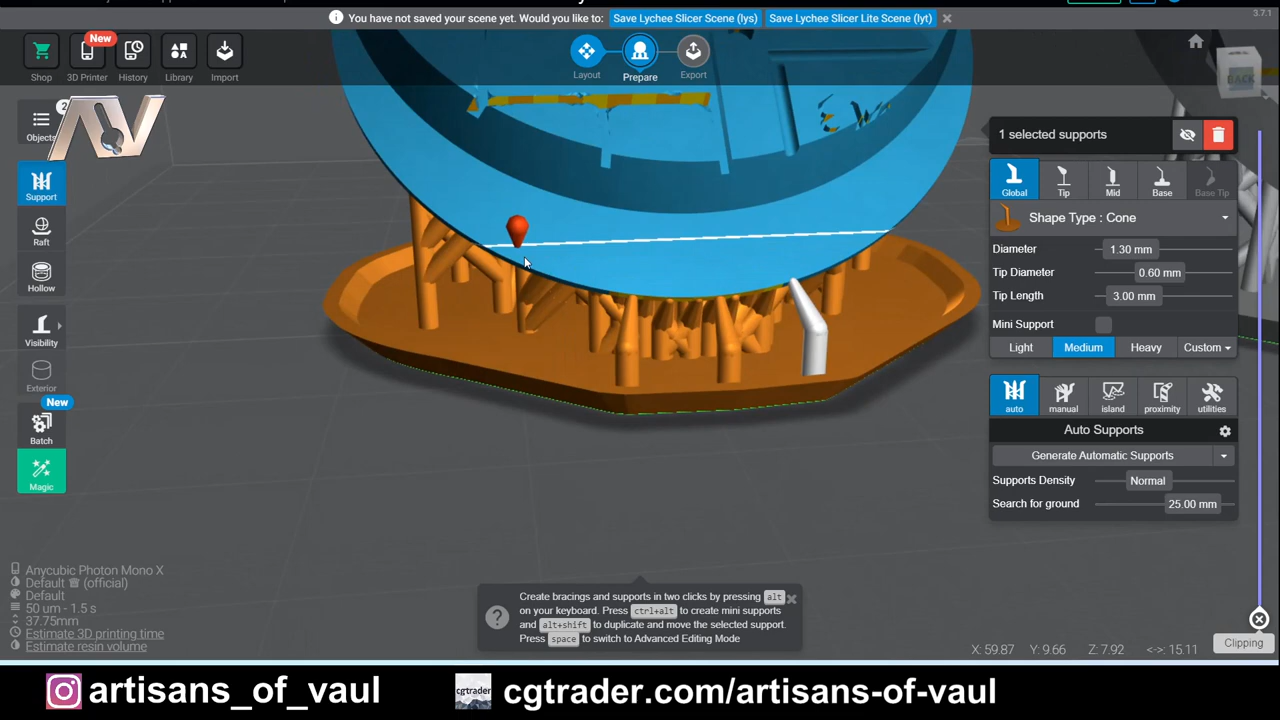 3.7.1
You have not saved your scene yet. Would you like to: Save Lychee Slicer Scene (lys) Save Lychee Slicer Lite Scene (lyt)
New
Shop 3D Printer History Library Import
Layout Prepare Export
BACK
Objects 2
AV
Support
Raft
Hollow
Visibility
Exterior
New
Batch
Magic
1 selected supports
Global Tip Mid Base Base Tip
Shape Type : Cone
Diameter 1.30 mm
Tip Diameter 0.60 mm
Tip Length 3.00 mm
Mini Support
Light Medium Heavy Custom
auto manual island proximity utilities
Auto Supports
Generate Automatic Supports
Supports Density Normal
Search for ground 25.00 mm
Anycubic Photon Mono X
Default (official)
Default
50 um - 1.5 s
37.75mm
Estimate 3D printing time
Estimate resin volume
Create bracings and supports in two clicks by pressing alt
on your keyboard. Press ctrl+alt to create mini supports
and alt+shift to duplicate and move the selected support.
Press space to switch to Advanced Editing Mode
Clipping
X: 59.87 Y: 9.66 Z: 7.92 <->: 15.11
artisans_of_vaul
cgtrader
cgtrader.com/artisans-of-vaul